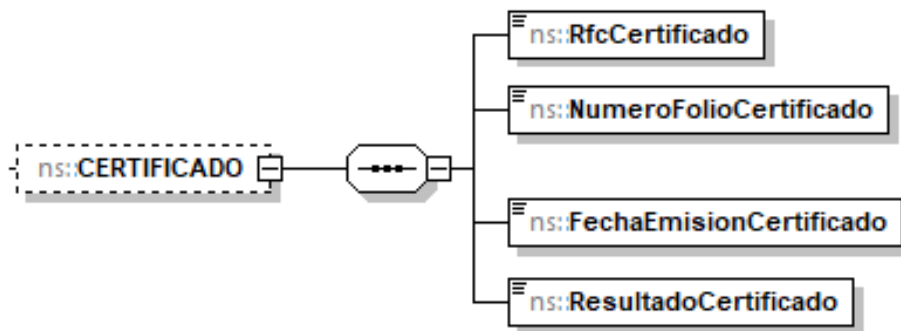 ns::RfcCertificado
ns::NumeroFolioCertificado
ns::CERTIFICADO
ns::FechaEmisionCertificado
ns::ResultadoCertificado